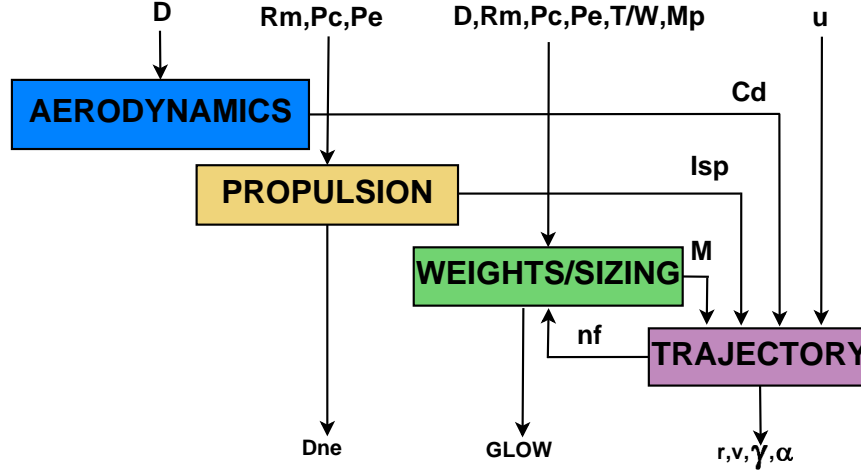 D
Rm,Pc,Pe
D,Rm,Pc,Pe,T/W,Mp
u
AERODYNAMICS
Cd
PROPULSION
Isp
WEIGHTS/SIZING
M
nf
TRAJECTORY
Dne
GLOW
r,v,γ,α